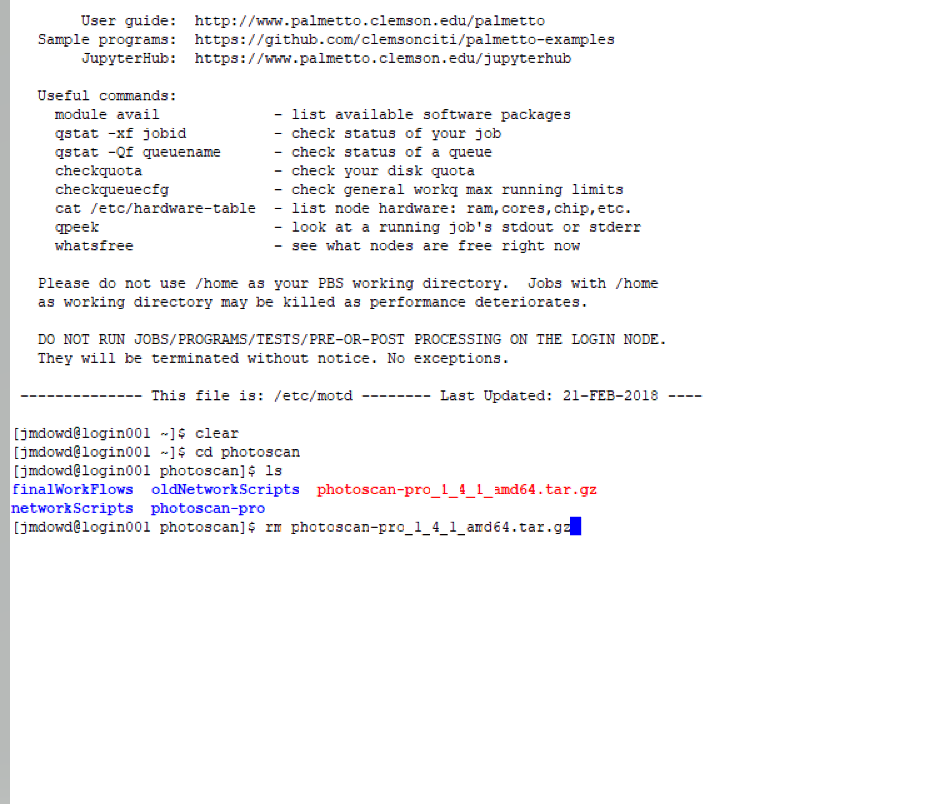 User guide:  http://www.palmetto.clemson.edu/palmetto
Sample programs:  https://github.com/clemsonciti/palmetto-examples
JupyterHub:  https://www.palmetto.clemson.edu/jupyterhub
Useful commands:
module avail             - list available software packages
qstat -xf jobid          - check status of your job
qstat -Qf queuename      - check status of a queue
checkquota               - check your disk quota
checkqueuecfg            - check general workq max running limits
cat /etc/hardware-table  - list node hardware: ram,cores,chip,etc.
qpeek                    - look at a running job's stdout or stderr
whatsfree                - see what nodes are free right now
Please do not use /home as your PBS working directory.  Jobs with /home
as working directory may be killed as performance deteriorates.
DO NOT RUN JOBS/PROGRAMS/TESTS/PRE-OR-POST PROCESSING ON THE LOGIN NODE.
They will be terminated without notice. No exceptions.
-------------- This file is: /etc/motd -------- Last Updated: 21-FEB-2018 ----
[jmdowd@login001 ~]$ clear
[jmdowd@login001 ~]$ cd photoscan
[jmdowd@login001 photoscan]$ ls
finalWorkFlows  oldNetworkScripts  photoscan-pro_1_4_1_amd64.tar.gz
networkScripts  photoscan-pro
[jmdowd@login001 photoscan]$ rm photoscan-pro_1_4_1_amd64.tar.gz